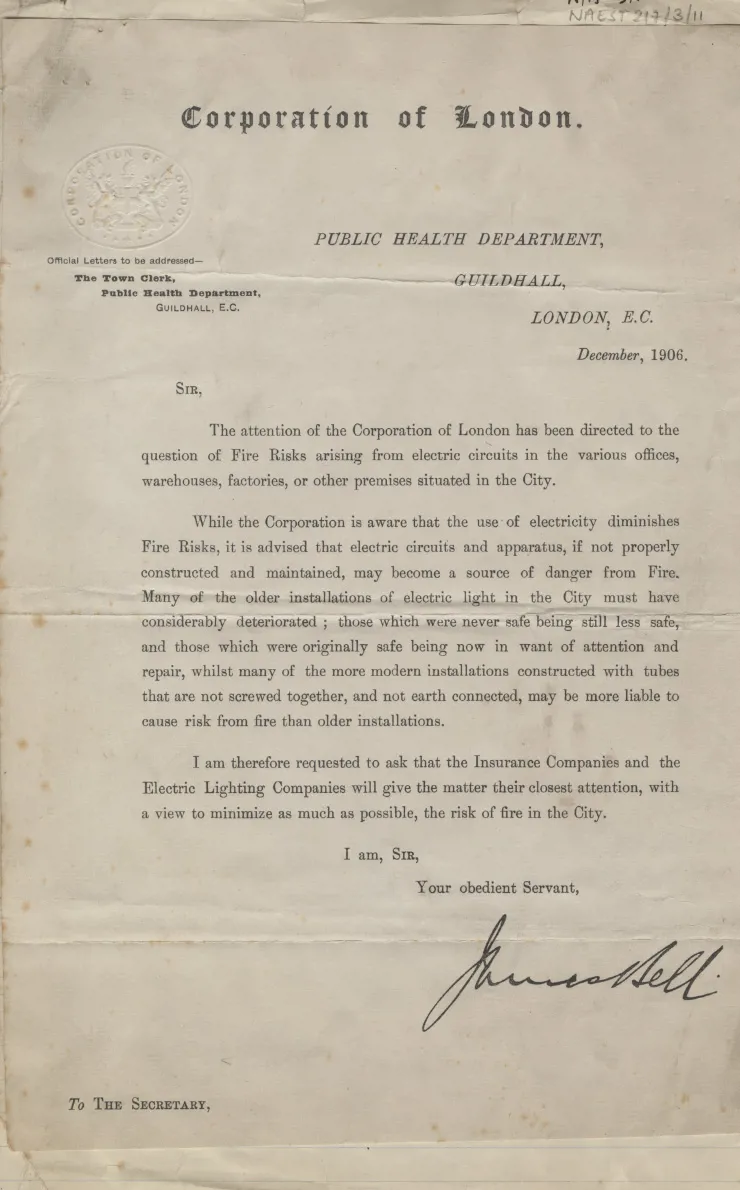 NAEST 217/3/11
Corporation of London.
CORPORATION OF LONDON
PUBLIC HEALTH DEPARTMENT,
GUILDHALL,
LONDON, E.C.
Official Letters to be addressed—
The Town Clerk,
Public Health Department,
GUILDHALL, E.C.
December, 1906.
SIR,
The attention of the Corporation of London has been directed to the
question of Fire Risks arising from electric circuits in the various offices,
warehouses, factories, or other premises situated in the City.
While the Corporation is aware that the use of electricity diminishes
Fire Risks, it is advised that electric circuits and apparatus, if not properly
constructed and maintained, may become a source of danger from Fire.
Many of the older installations of electric light in the City must have
considerably deteriorated ; those which were never safe being still less safe,
and those which were originally safe being now in want of attention and
repair, whilst many of the more modern installations constructed with tubes
that are not screwed together, and not earth connected, may be more liable to
cause risk from fire than older installations.
I am therefore requested to ask that the Insurance Companies and the
Electric Lighting Companies will give the matter their closest attention, with
a view to minimize as much as possible, the risk of fire in the City.
I am, SIR,
Your obedient Servant,
James Bell.
To THE SECRETARY,